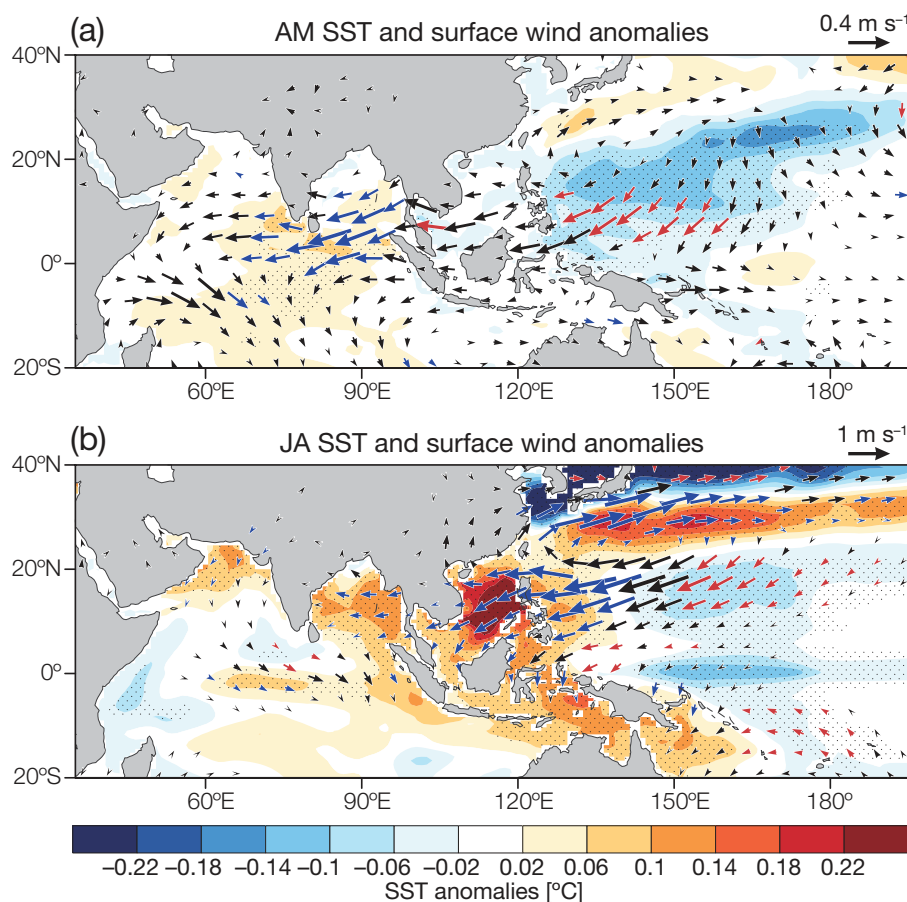 (a)
AM SST and surface wind anomalies
0.4 m s⁻¹
40ºN
20ºN
0º
20ºS
60ºE 90ºE 120ºE 150ºE 180º
(b)
JA SST and surface wind anomalies
1 m s⁻¹
40ºN
20ºN
0º
20ºS
60ºE 90ºE 120ºE 150ºE 180º
−0.22 −0.18 −0.14 −0.1 −0.06 −0.02 0.02 0.06 0.1 0.14 0.18 0.22
SST anomalies [ºC]